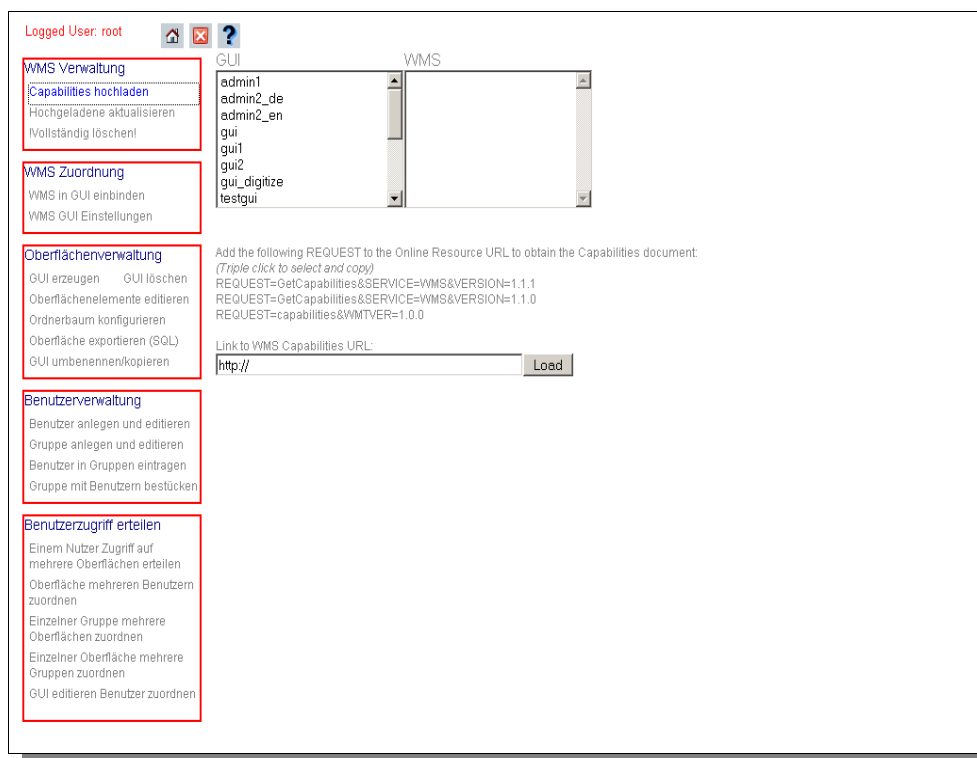 Logged User: root
?
WMS Verwaltung
Capabilities hochladen
Hochgeladene aktualisieren
!Vollständig löschen!
WMS Zuordnung
WMS in GUI einbinden
WMS GUI Einstellungen
Oberflächenverwaltung
GUI erzeugen GUI löschen
Oberflächenelemente editieren
Ordnerbaum konfigurieren
Oberfläche exportieren (SQL)
GUI umbenennen/kopieren
Benutzerverwaltung
Benutzer anlegen und editieren
Gruppe anlegen und editieren
Benutzer in Gruppen eintragen
Gruppe mit Benutzern bestücken
Benutzerzugriff erteilen
Einem Nutzer Zugriff auf
mehrere Oberflächen erteilen
Oberfläche mehreren Benutzern
zuordnen
Einzelner Gruppe mehrere
Oberflächen zuordnen
Einzelner Oberfläche mehrere
Gruppen zuordnen
GUI editieren Benutzer zuordnen
GUI WMS
admin1
admin2_de
admin2_en
gui
gui1
gui2
gui_digitize
testgui
Add the following REQUEST to the Online Resource URL to obtain the Capabilities document:
(Triple click to select and copy)
REQUEST=GetCapabilities&SERVICE=WMS&VERSION=1.1.1
REQUEST=GetCapabilities&SERVICE=WMS&VERSION=1.1.0
REQUEST=capabilities&WMTVER=1.0.0
Link to WMS Capabilities URL:
http:// Load